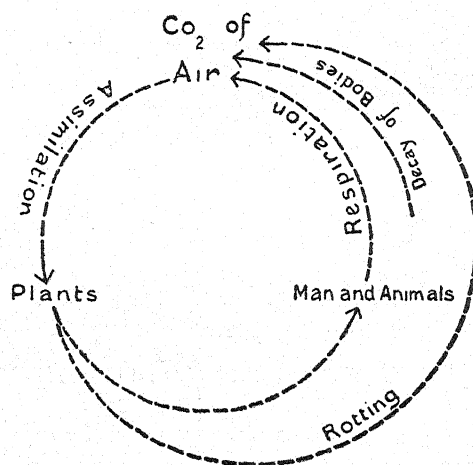 Co2 of
Air
Assimilation
Decay of Bodies
Respiration
Plants
Man and Animals
Rotting